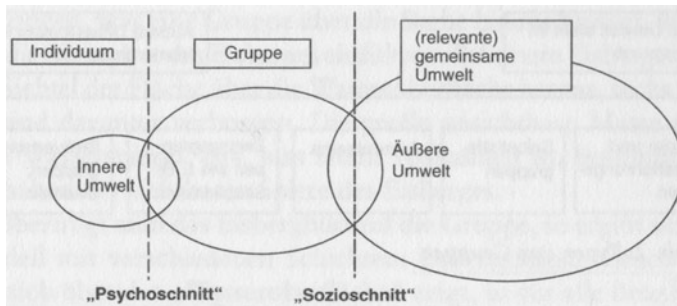 Individuum
Gruppe
(relevante)
gemeinsame
Umwelt
Innere
Umwelt
Äußere
Umwelt
„Psychoschnitt“
„Sozioschnitt“